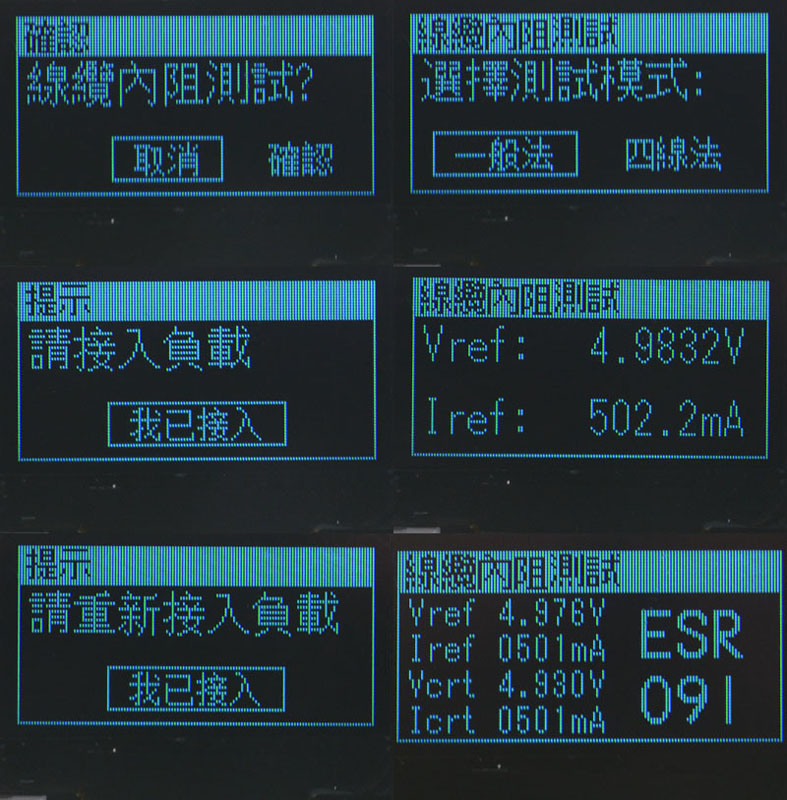 確認
線纜內阻測試?
取消 確認
線纜內阻測試
選擇測試模式:
一般法 四線法
提示
請接入負載
我已接入
線纜內阻測試
Vref: 4.9832V
Iref: 502.2mA
提示
請重新接入負載
我已接入
線纜內阻測試
Vref 4.976V
Iref 0501mA
Vcrt 4.930V
Icrt 0501mA
ESR
091